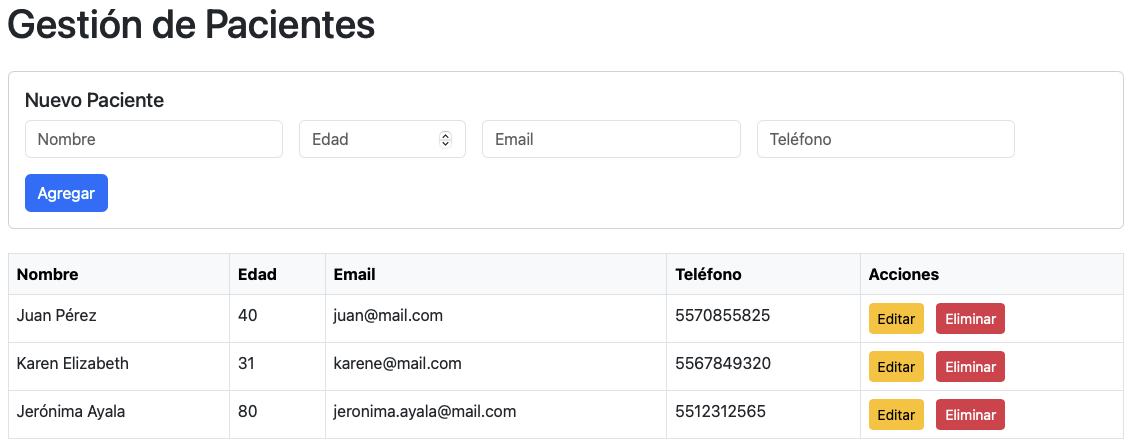 Gestión de Pacientes
Nuevo Paciente
Nombre Edad Email Teléfono
Agregar
Nombre Edad Email Teléfono Acciones
Juan Pérez 40 juan@mail.com 5570855825 Editar Eliminar
Karen Elizabeth 31 karene@mail.com 5567849320 Editar Eliminar
Jerónima Ayala 80 jeronima.ayala@mail.com 5512312565 Editar Eliminar